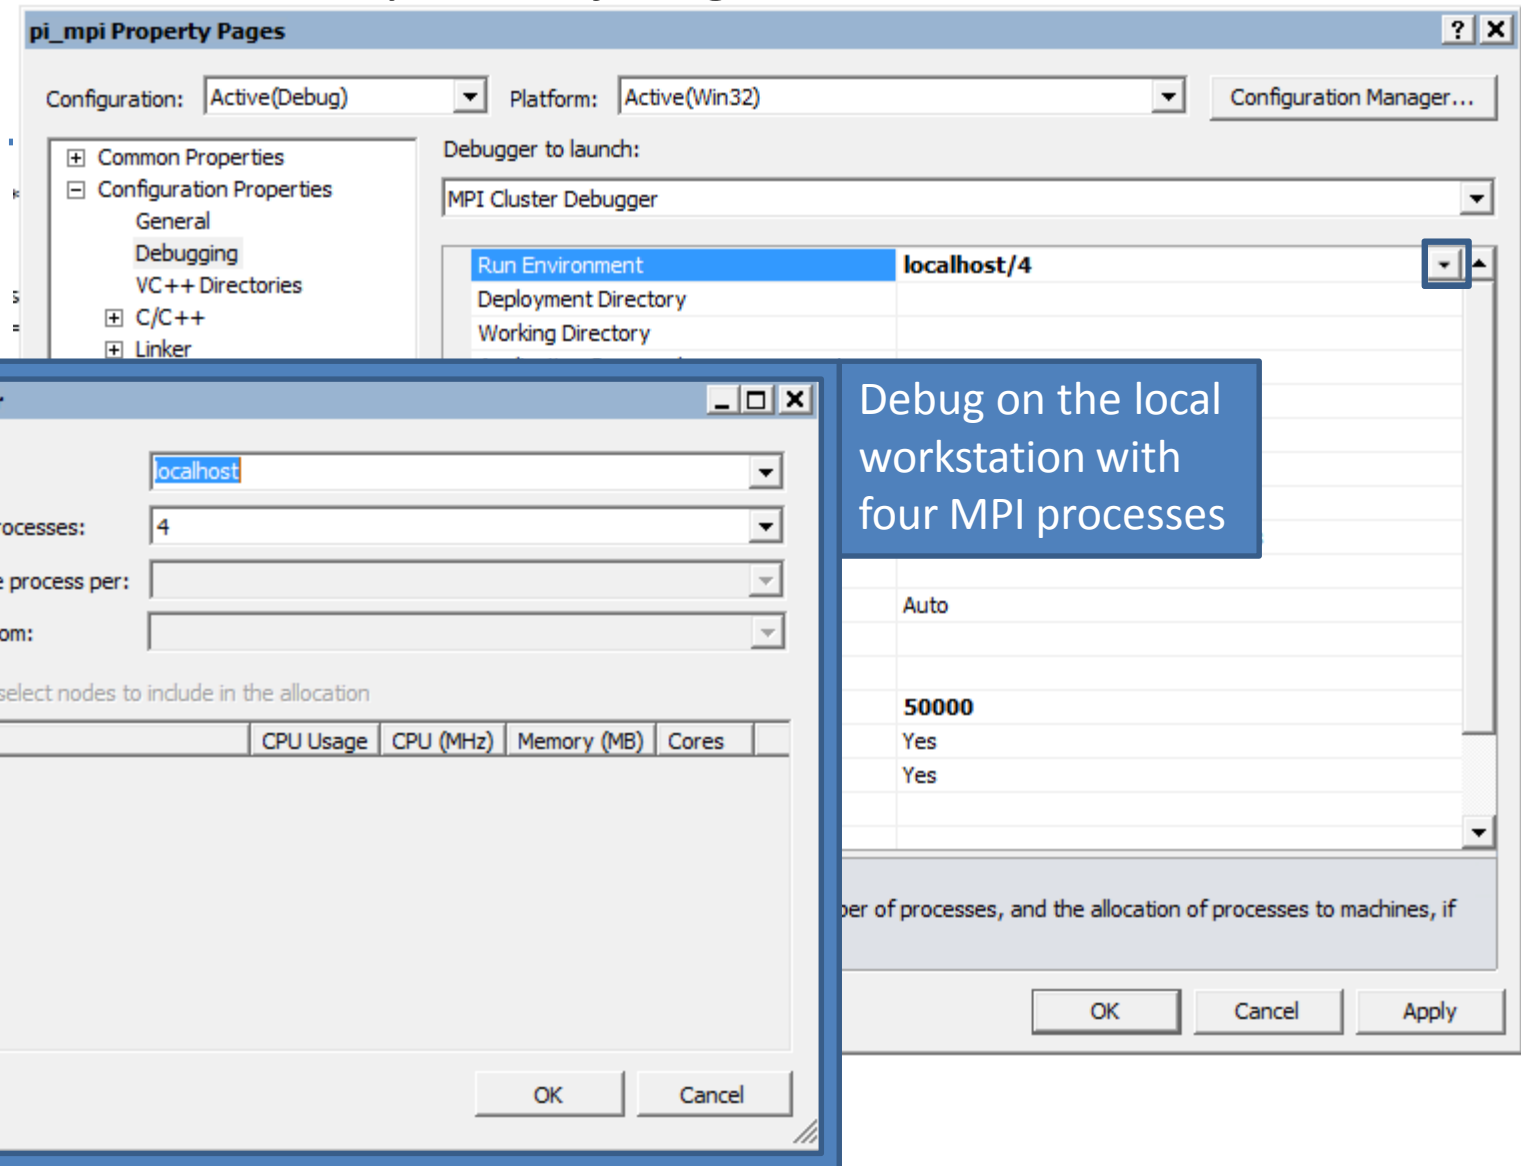 pi_mpi Property Pages
Configuration: Active(Debug) Platform: Active(Win32) Configuration Manager...
Common Properties
Configuration Properties
General
Debugging
VC++ Directories
C/C++
Linker
Debugger to launch:
MPI Cluster Debugger
Run Environment localhost/4
Deployment Directory
Working Directory
Auto
50000
Yes
Yes
of processes, and the allocation of processes to machines, if
OK Cancel Apply
localhost
4
process per:
select nodes to include in the allocation
CPU Usage CPU (MHz) Memory (MB) Cores
OK Cancel
Debug on the local
workstation with
four MPI processes